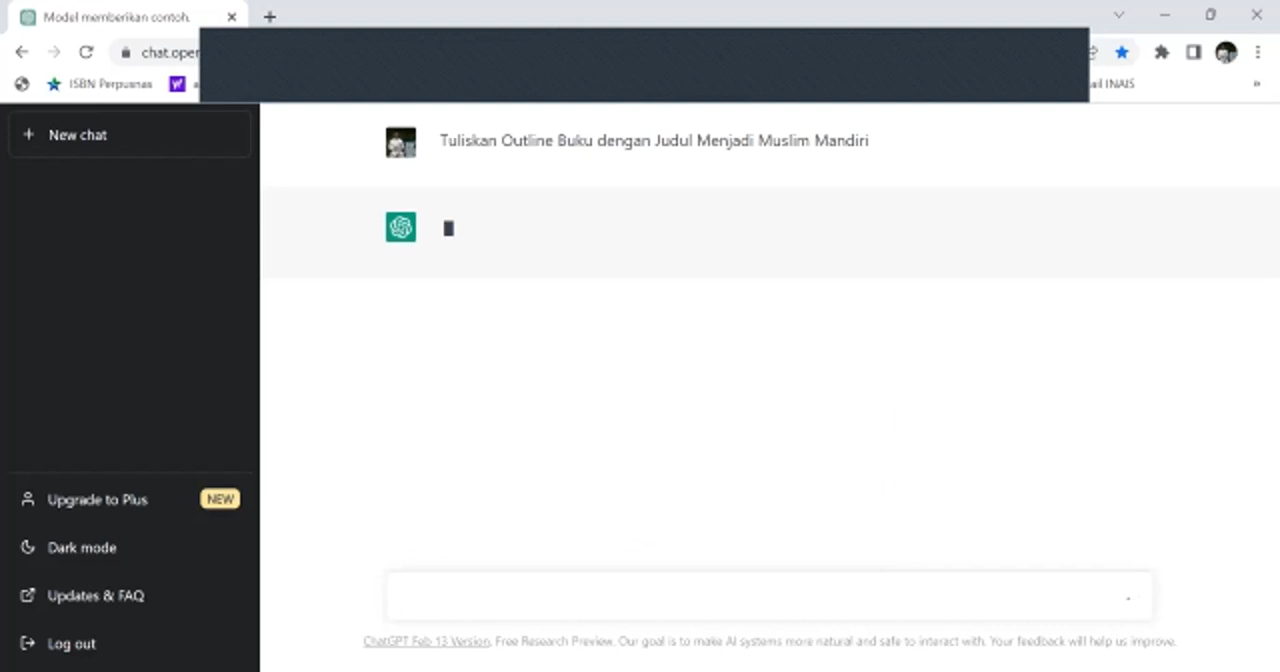 Model memberikan contoh.
chat.oper
ISBN Perpusnas
ail INAIS
New chat
Tuliskan Outline Buku dengan Judul Menjadi Muslim Mandiri
Upgrade to Plus NEW
Dark mode
Updates & FAQ
Log out
ChatGPT Feb 13 Version. Free Research Preview. Our goal is to make AI systems more natural and safe to interact with. Your feedback will help us improve.